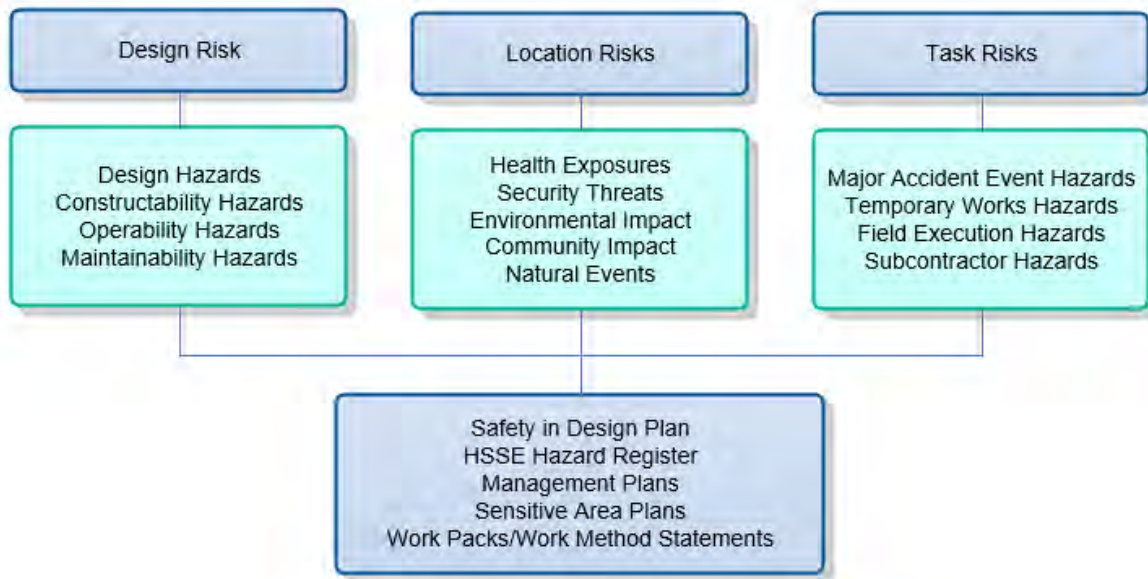 Design Risk
Location Risks
Task Risks
Design Hazards
Constructability Hazards
Operability Hazards
Maintainability Hazards
Health Exposures
Security Threats
Environmental Impact
Community Impact
Natural Events
Major Accident Event Hazards
Temporary Works Hazards
Field Execution Hazards
Subcontractor Hazards
Safety in Design Plan
HSSE Hazard Register
Management Plans
Sensitive Area Plans
Work Packs/Work Method Statements